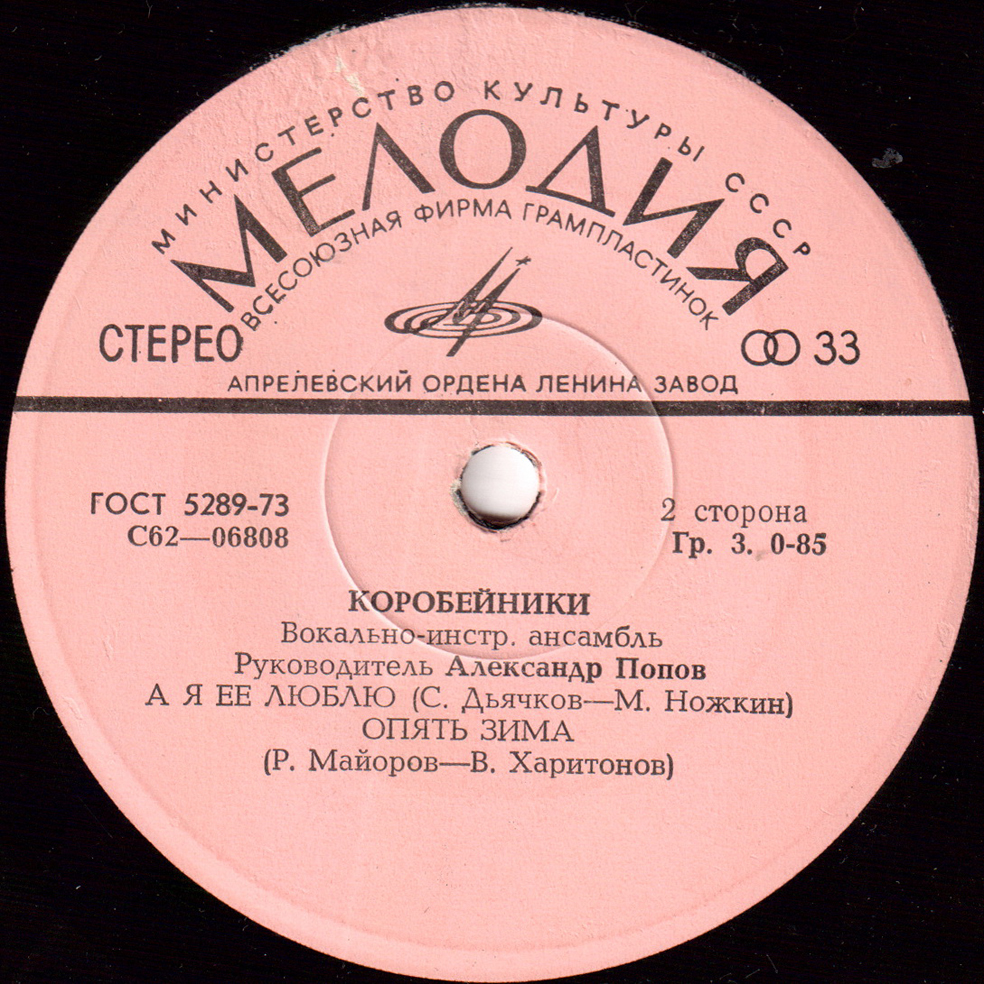 МИНИСТЕРСТВО КУЛЬТУРЫ СССР
МЕЛОДИЯ
ВСЕСОЮЗНАЯ ФИРМА ГРАМПЛАСТИНОК
СТЕРЕО
33
АПРЕЛЕВСКИЙ ОРДЕНА ЛЕНИНА ЗАВОД
ГОСТ 5289-73
С62—06808
2 сторона
Гр. 3. 0-85
КОРОБЕЙНИКИ
Вокально-инстр. ансамбль
Руководитель Александр Попов
А Я ЕЕ ЛЮБЛЮ (С. Дьячков—М. Ножкин)
ОПЯТЬ ЗИМА
(Р. Майоров—В. Харитонов)